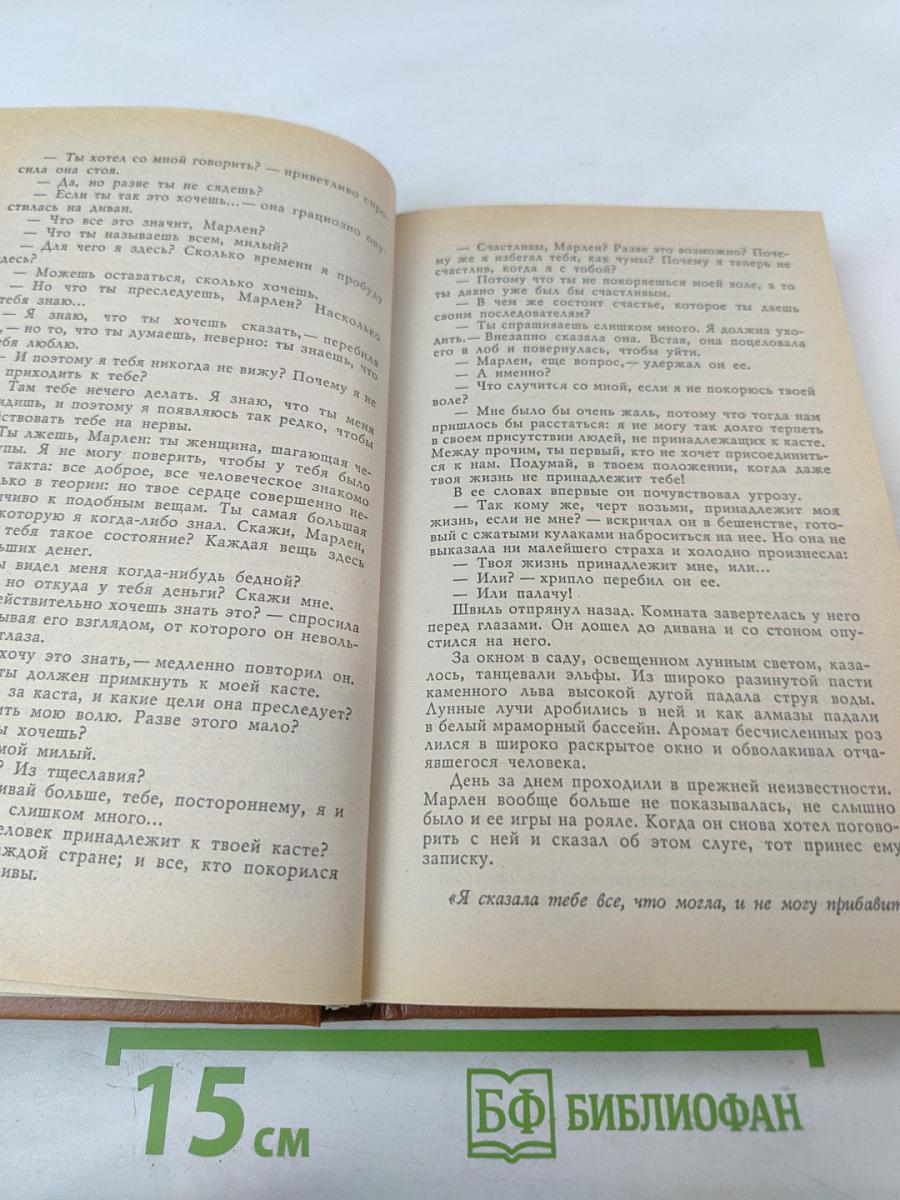 — Ты хотел со мной говорить? — приветливо спро-
сила она стоя.
— Да, но разве ты не сядешь?
— Если ты так это хочешь...— она грациозно опу-
стилась на диван.
— Что все это значит, Марлен?
— Что ты называешь всем, милый?
— Для чего я здесь? Сколько времени я пробуду
здесь?
— Можешь оставаться, сколько хочешь.
— Но что ты преследуешь, Марлен? Насколько
тебя знаю...
— Я знаю, что ты хочешь сказать,— перебила
,— но то, что ты думаешь, неверно: ты знаешь, что
бя люблю.
— И поэтому я тебя никогда не вижу? Почему я не
приходить к тебе?
Там тебе нечего делать. Я знаю, что ты меня
идишь, и поэтому я появляюсь так редко, чтобы
йствовать тебе на нервы.
Ты лжешь, Марлен: ты женщина, шагающая че-
упы. Я не могу поверить, чтобы у тебя было
такта: все доброе, все человеческое знакомо
ько в теории: но твое сердце совершенно не-
чиво к подобным вещам. Ты самая большая
которую я когда-либо знал. Скажи, Марлен,
тебя такое состояние? Каждая вещь здесь
ьших денег.
ы видел меня когда-нибудь бедной?
но откуда у тебя деньги? Скажи мне.
ействительно хочешь знать это? — спросила
ывая его взглядом, от которого он неволь-
глаза.
хочу это знать,— медленно повторил он.
ты должен примкнуть к моей касте.
за каста, и какие цели она преследует?
ить мою волю. Разве этого мало?
ы хочешь?
мой милый.
? Из тщеславия?
ивай больше, тебе, постороннему, я и
слишком много...
еловек принадлежит к твоей касте?
аждой стране; и все, кто покорился
ивы.
— Счастливы, Марлен? Разве это возможно? Поче-
му же я избегал тебя, как чумы? Почему я теперь не
счастлив, когда я с тобой?
— Потому что ты не покоряешься моей воле, а то
ты давно уже был бы счастливым.
— В чем же состоит счастье, которое ты даешь
своим последователям?
— Ты спрашиваешь слишком много. Я должна ухо-
дить.— Внезапно сказала она. Встав, она поцеловала
его в лоб и повернулась, чтобы уйти.
— Марлен, еще вопрос,— удержал он ее.
— А именно?
— Что случится со мной, если я не покорюсь твоей
воле?
— Мне было бы очень жаль, потому что тогда нам
пришлось бы расстаться: я не могу так долго терпеть
в своем присутствии людей, не принадлежащих к касте.
Между прочим, ты первый, кто не хочет присоединить-
ся к нам. Подумай, в твоем положении, когда даже
твоя жизнь не принадлежит тебе!
В ее словах впервые он почувствовал угрозу.
— Так кому же, черт возьми, принадлежит моя
жизнь, если не мне? — вскричал он в бешенстве, гото-
вый с сжатыми кулаками наброситься на нее. Но она не
выказала ни малейшего страха и холодно произнесла:
— Твоя жизнь принадлежит мне, или...
— Или? — хрипло перебил он ее.
— Или палачу!
Швиль отпрянул назад. Комната завертелась у него
перед глазами. Он дошел до дивана и со стоном опу-
стился на него.
За окном в саду, освещенном лунным светом, каза-
лось, танцевали эльфы. Из широко разинутой пасти
каменного льва высокой дугой падала струя воды.
Лунные лучи дробились в ней и как алмазы падали
в белый мраморный бассейн. Аромат бесчисленных роз
лился в широко раскрытое окно и обволакивал отча-
явшегося человека.
День за днем проходили в прежней неизвестности.
Марлен вообще больше не показывалась, не слышно
было и ее игры на рояле. Когда он снова хотел погово-
рить с ней и сказал об этом слуге, тот принес ему
записку.
«Я сказала тебе все, что могла, и не могу прибавит
15 см
БФ БИБЛИОФАН